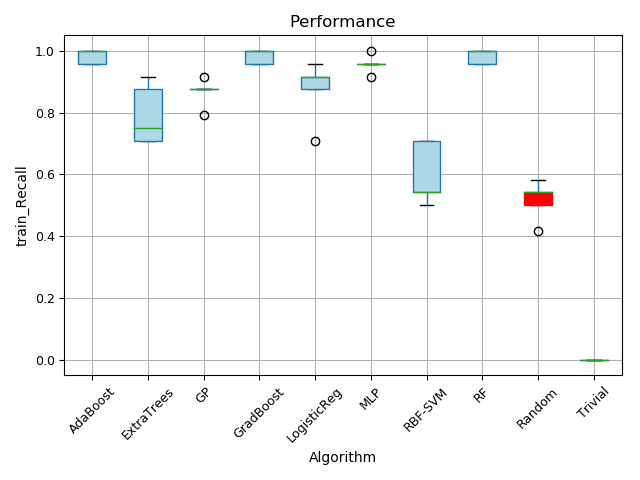 Performance
train_Recall
1.0
0.8
0.6
0.4
0.2
0.0
AdaBoost
ExtraTrees
GP
GradBoost
LogisticReg
MLP
RBF-SVM
RF
Random
Trivial
Algorithm